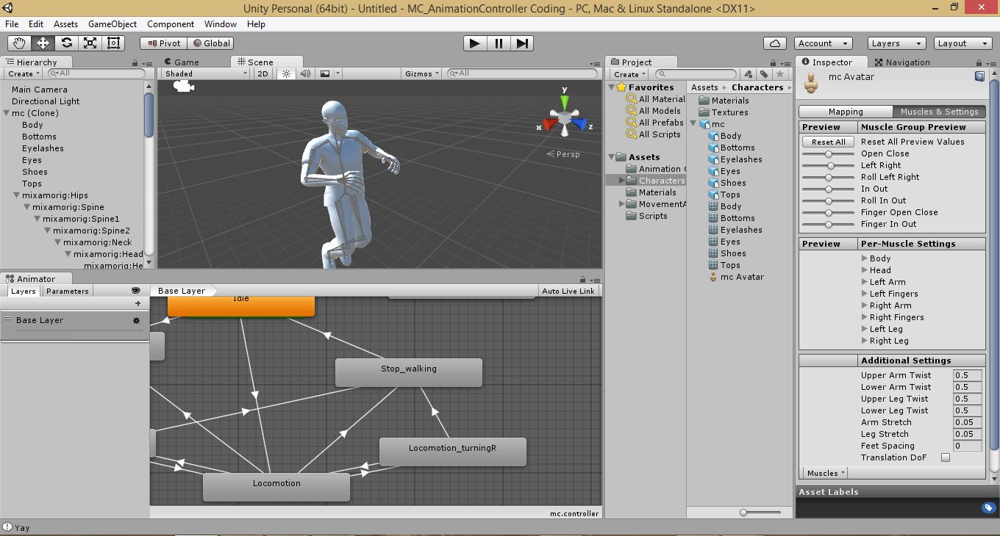 Unity Personal (64bit) - Untitled - MC_AnimationController Coding - PC, Mac & Linux Standalone <DX11>
File Edit Assets GameObject Component Window Help
Pivot Global Account Layers Layout
Hierarchy
Create All
Main Camera
Directional Light
mc (Clone)
Body
Bottoms
Eyelashes
Eyes
Shoes
Tops
mixamorig:Hips
mixamorig:Spine
mixamorig:Spine1
mixamorig:Spine2
mixamorig:Neck
mixamorig:Head
mixamorig:He
Game Scene
Shaded 2D Gizmos All
y
x z
Persp
Project
Create
Favorites
All Material
All Models
All Prefabs
All Scripts
Assets
Animation C
Characters
Materials
MovementA
Scripts
Assets Characters
Materials
Textures
mc
Body
Bottoms
Eyelashes
Eyes
Shoes
Tops
Body
Bottoms
Eyelashes
Eyes
Shoes
Tops
mc Avatar
Inspector Navigation
mc Avatar
Mapping Muscles & Settings
Preview Muscle Group Preview
Reset All Reset All Preview Values
Open Close
Left Right
Roll Left Right
In Out
Roll In Out
Finger Open Close
Finger In Out
Preview Per-Muscle Settings
Body
Head
Left Arm
Left Fingers
Right Arm
Right Fingers
Left Leg
Right Leg
Additional Settings
Upper Arm Twist 0.5
Lower Arm Twist 0.5
Upper Leg Twist 0.5
Lower Leg Twist 0.5
Arm Stretch 0.05
Leg Stretch 0.05
Feet Spacing 0
Translation DoF
Muscles
Asset Labels
Animator
Layers Parameters Base Layer Auto Live Link
Base Layer
Idle
Stop_walking
Locomotion_turningR
Locomotion
mc.controller
Yay